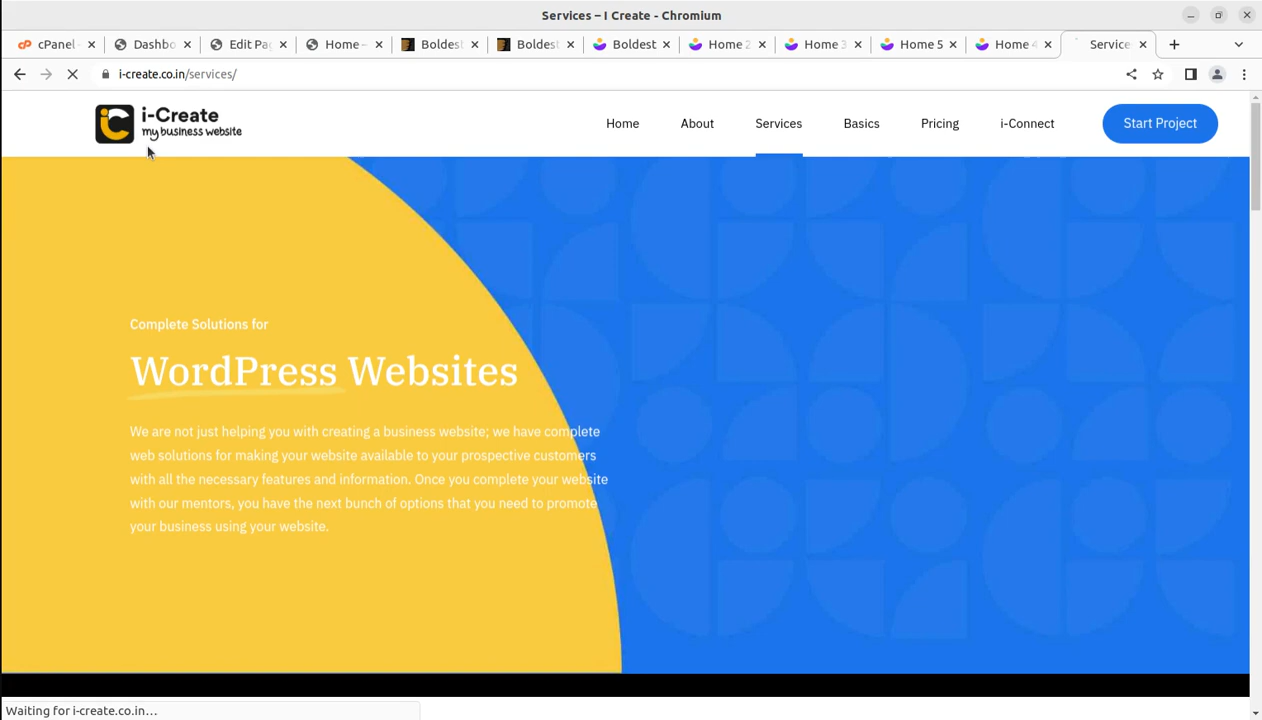 Services – I Create - Chromium
cPanel
Dashbo
Edit Pa
Home –
Boldest
Boldest
Boldest
Home 2
Home 3
Home 5
Home 4
Service
i-create.co.in/services/
i-Create
my business website
Home
About
Services
Basics
Pricing
i-Connect
Start Project
Complete Solutions for
WordPress Websites
We are not just helping you with creating a business website; we have complete
web solutions for making your website available to your prospective customers
with all the necessary features and information. Once you complete your website
with our mentors, you have the next bunch of options that you need to promote
your business using your website.
Waiting for i-create.co.in…